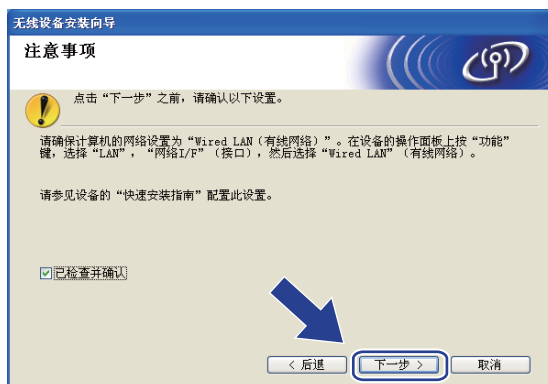 无线设备安装向导
注意事项
点击“下一步”之前，请确认以下设置。
请确保计算机的网络设置为“Wired LAN（有线网络）”。在设备的操作面板上按“功能”
键，选择“LAN”，“网络I/F”（接口），然后选择“Wired LAN”（有线网络）。
请参见设备的“快速安装指南”配置此设置。
已检查并确认
< 后退 下一步 > 取消